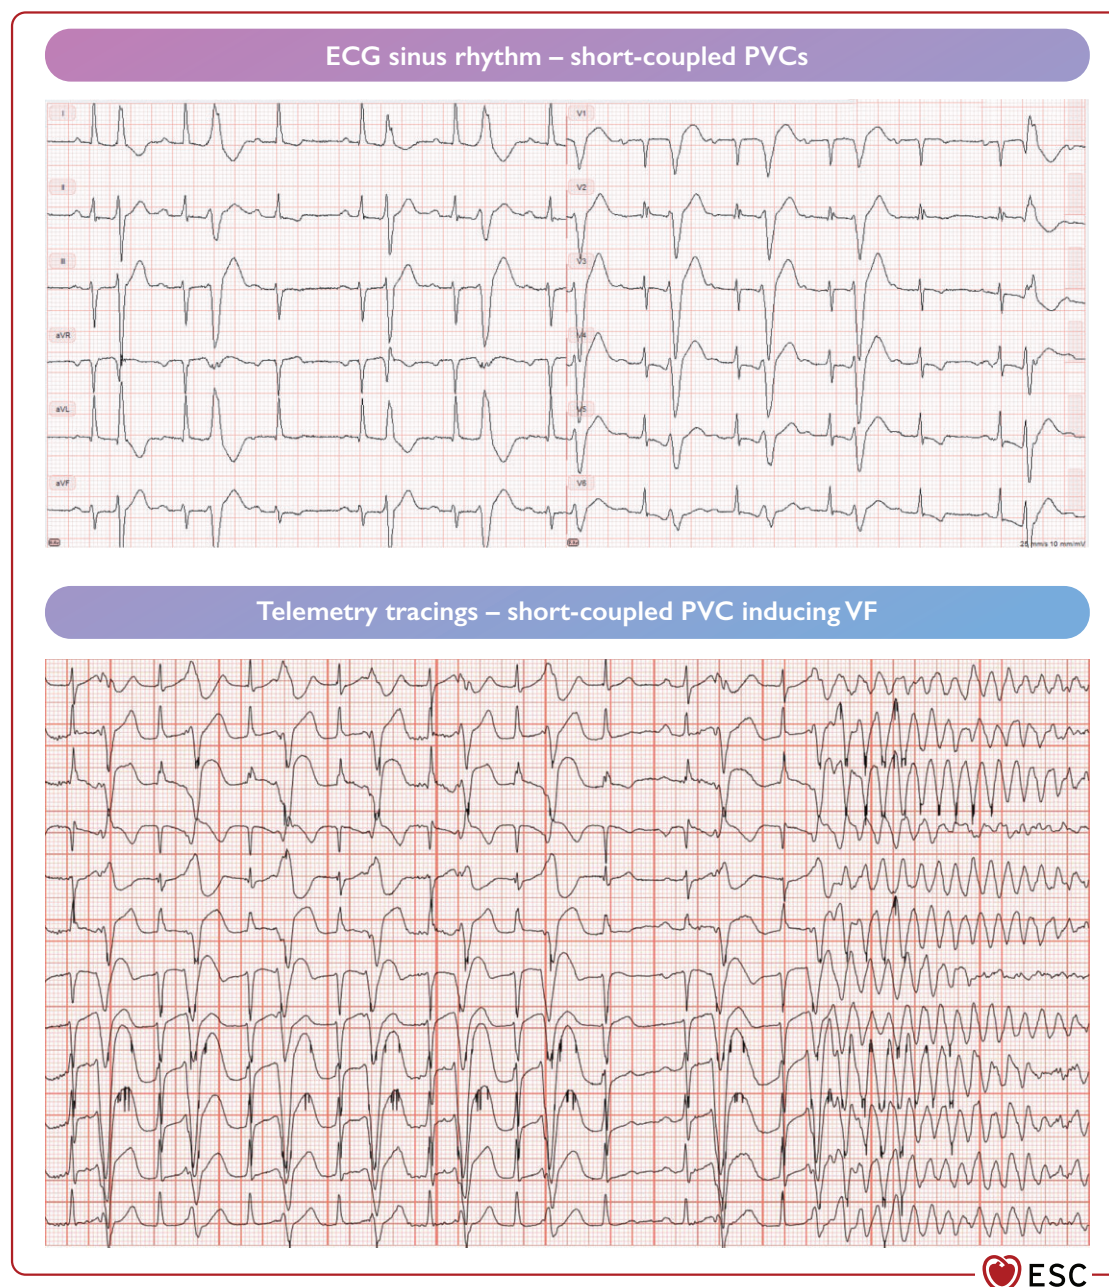 ECG sinus rhythm – short-coupled PVCs
I
V1
II
V2
III
V3
aVR
V4
aVL
V5
aVF
V6
25 mm/s 10 mm/mV
Telemetry tracings – short-coupled PVC inducing VF
ESC